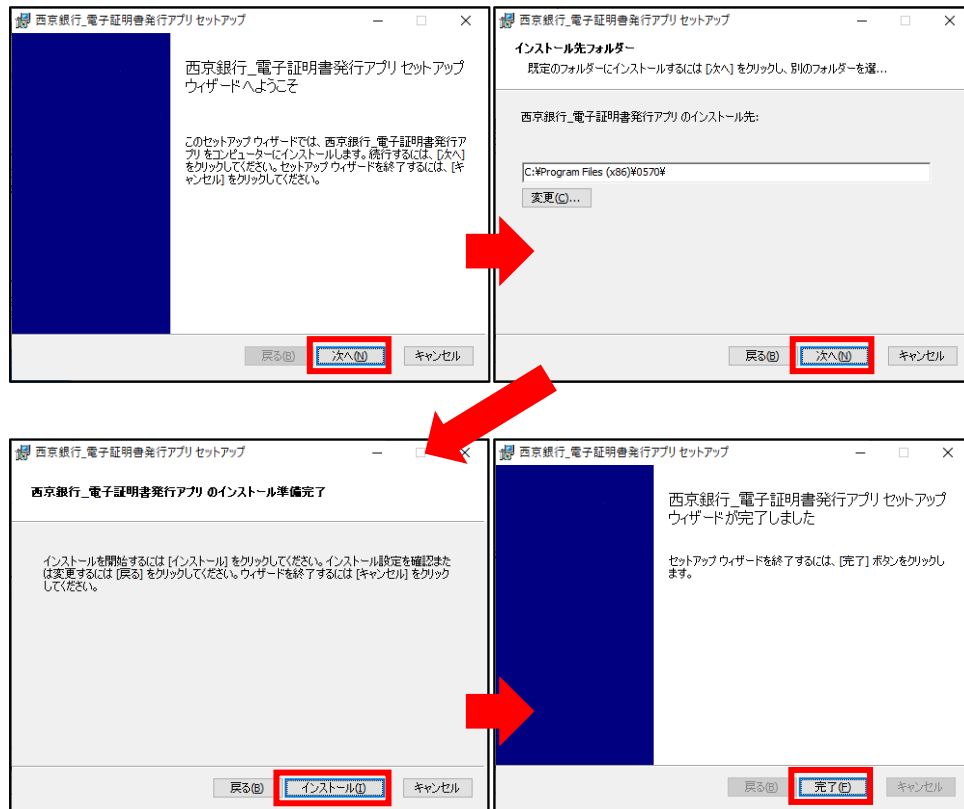 西京銀行_電子証明書発行アプリ セットアップ
西京銀行_電子証明書発行アプリ セットアップ
ウィザードへようこそ
このセットアップ ウィザードでは、西京銀行_電子証明書発行ア
プリ をコンピューターにインストールします。続行するには、[次へ]
をクリックしてください。セットアップ ウィザードを終了するには、[キ
ャンセル] をクリックしてください。
戻る(B) 次へ(N) キャンセル
西京銀行_電子証明書発行アプリ セットアップ
インストール先フォルダー
既定のフォルダーにインストールするには [次へ] をクリックし、別のフォルダーを選...
西京銀行_電子証明書発行アプリ のインストール先:
C:¥Program Files (x86)¥0570¥
変更(C)...
戻る(B) 次へ(N) キャンセル
西京銀行_電子証明書発行アプリ セットアップ
西京銀行_電子証明書発行アプリ のインストール準備完了
インストールを開始するには [インストール] をクリックしてください。インストール設定を確認また
は変更するには [戻る] をクリックしてください。ウィザードを終了するには [キャンセル] をクリック
してください。
戻る(B) インストール(I) キャンセル
西京銀行_電子証明書発行アプリ セットアップ
西京銀行_電子証明書発行アプリ セットアップ
ウィザードが完了しました
セットアップ ウィザードを終了するには、[完了] ボタンをクリックし
ます。
戻る(B) 完了(F) キャンセル